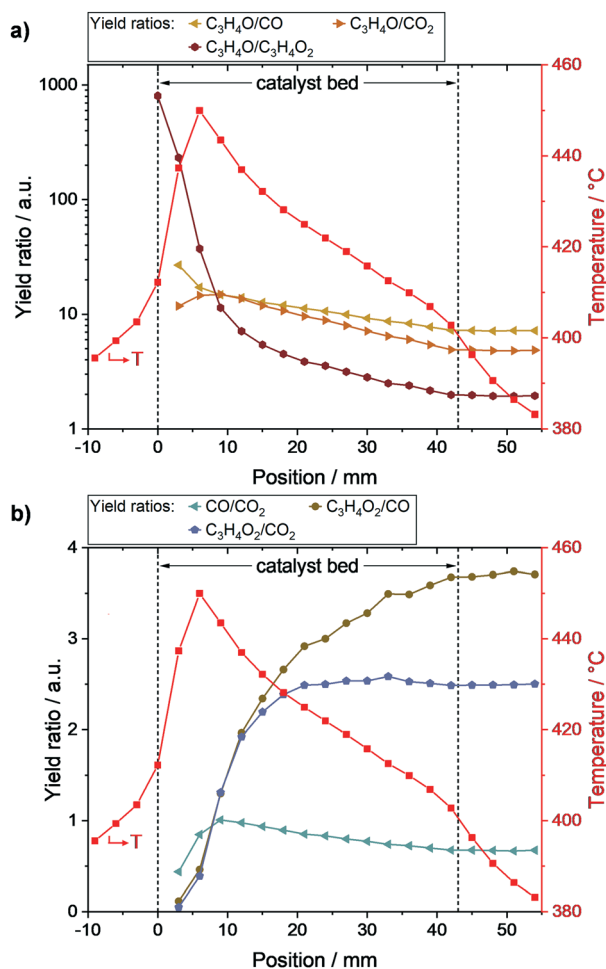 a)
Yield ratios: C₃H₄O/CO C₃H₄O/CO₂
C₃H₄O/C₃H₄O₂
catalyst bed
1000
100
10
1
Yield ratio / a.u.
460
440
420
400
380
Temperature / °C
T
-10 0 10 20 30 40 50
Position / mm
b)
Yield ratios: CO/CO₂ C₃H₄O₂/CO
C₃H₄O₂/CO₂
catalyst bed
4
3
2
1
0
Yield ratio / a.u.
460
440
420
400
380
Temperature / °C
T
-10 0 10 20 30 40 50
Position / mm